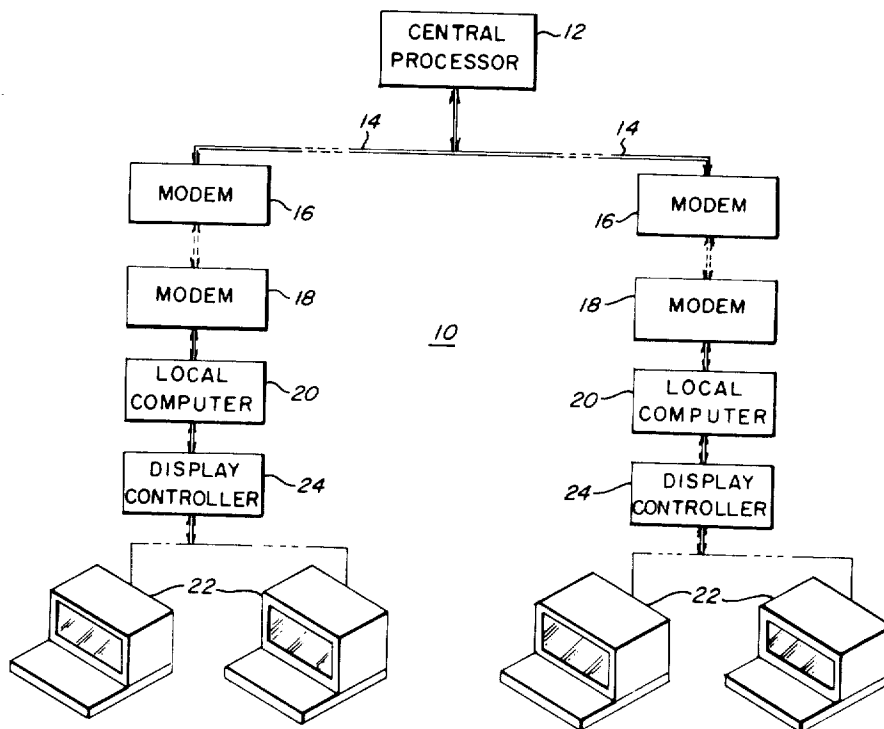 CENTRAL
PROCESSOR
12
14
14
MODEM
16
MODEM
16
MODEM
18
MODEM
18
10
LOCAL
COMPUTER
20
LOCAL
COMPUTER
20
DISPLAY
CONTROLLER
24
DISPLAY
CONTROLLER
24
22
22